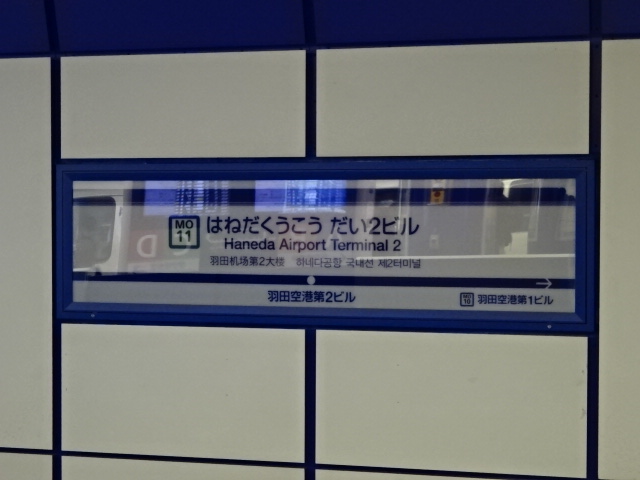 MO
11
はねだくうこう だい2ビル
Haneda Airport Terminal 2
羽田机场第2大楼 하네다공항 국내선 제2터미널
羽田空港第2ビル
MO
10
羽田空港第1ビル